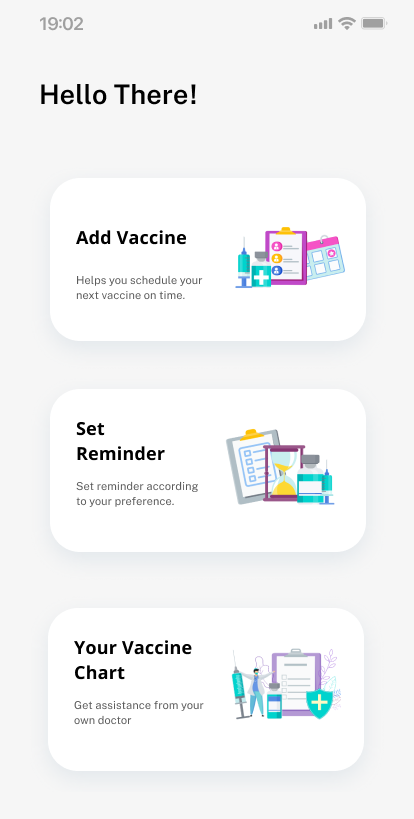 19:02
Hello There!
Add Vaccine
Helps you schedule your
next vaccine on time.
Set
Reminder
Set reminder according
to your preference.
Your Vaccine
Chart
Get assistance from your
own doctor